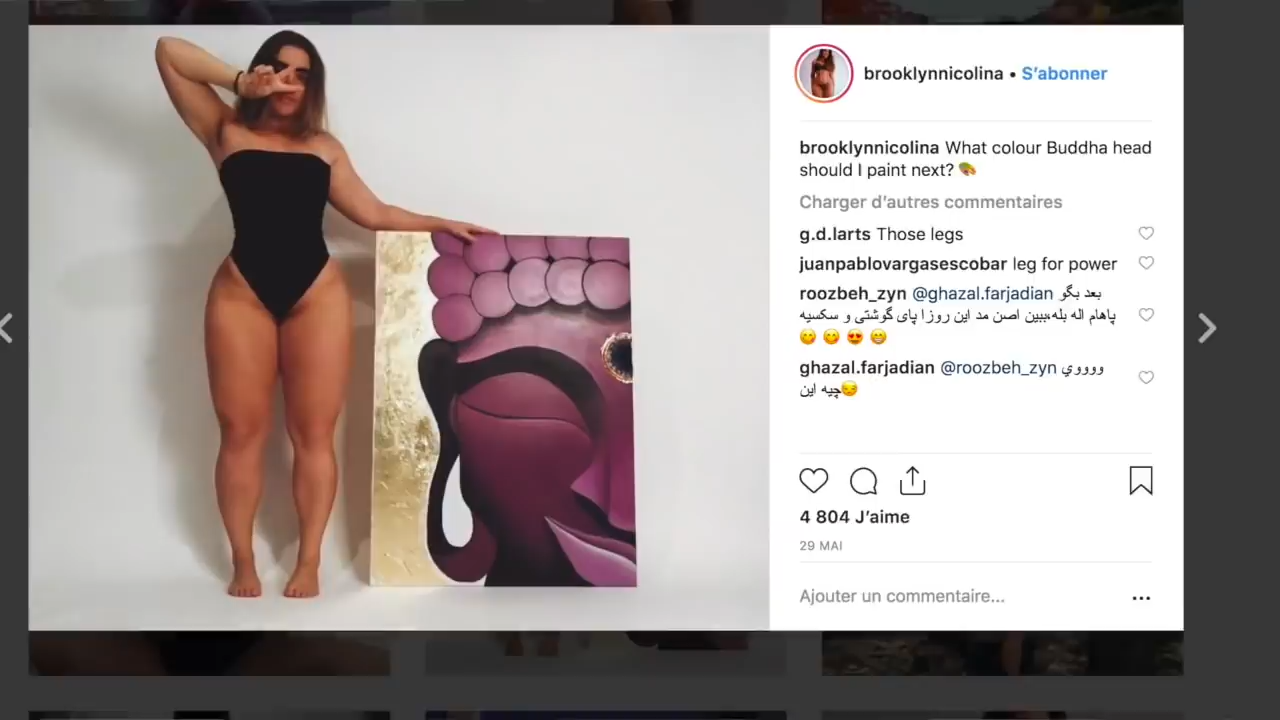 brooklynnicolina • S'abonner
brooklynnicolina What colour Buddha head
should I paint next? 🎨
Charger d'autres commentaires
g.d.larts Those legs
juanpablovargasescobar leg for power
roozbeh_zyn @ghazal.farjadian بعد بگو
پاهام اله بله،ببین اصن مد این روزا پای گوشتی و سکسیه
😋 😋 😍 😁
ghazal.farjadian @roozbeh_zyn وووويي
چیه این😒
4 804 J'aime
29 MAI
Ajouter un commentaire...